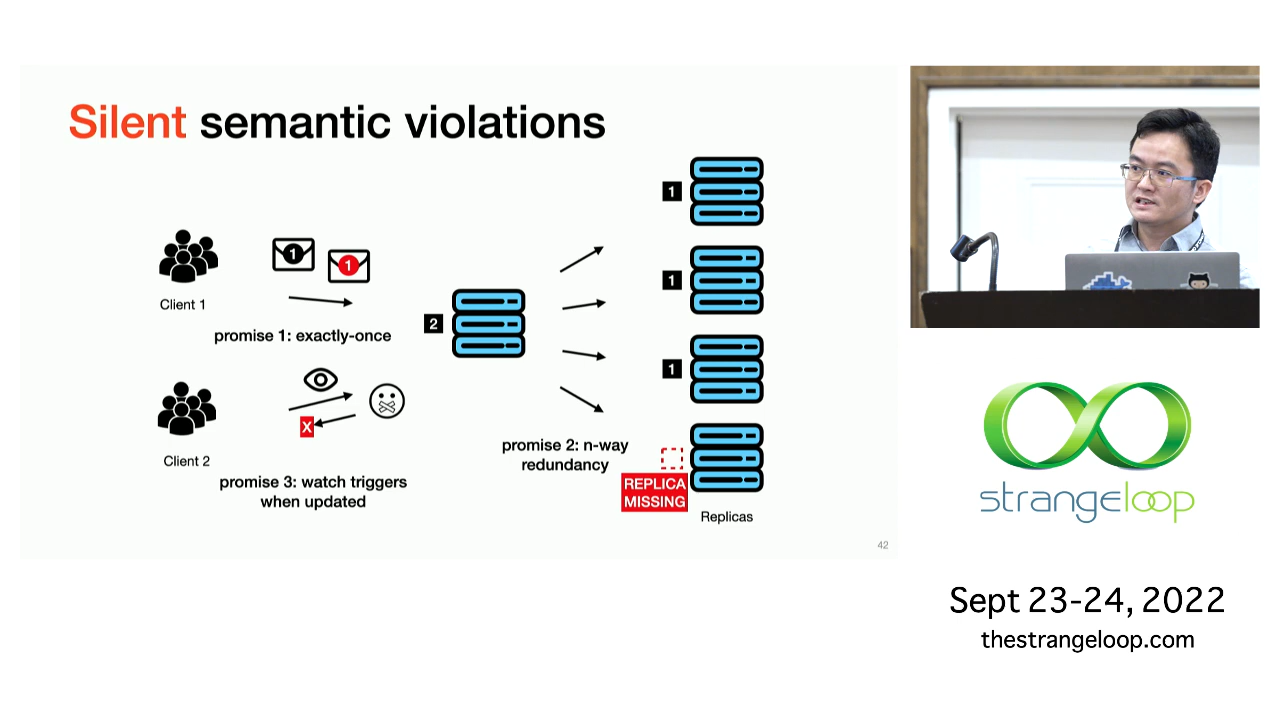 Silent semantic violations
1
1
1
Client 1
promise 1: exactly-once
2
1
1
X
Client 2
promise 3: watch triggers
when updated
promise 2: n-way
redundancy
REPLICA
MISSING
Replicas
42
strangeloop
Sept 23-24, 2022
thestrangeloop.com